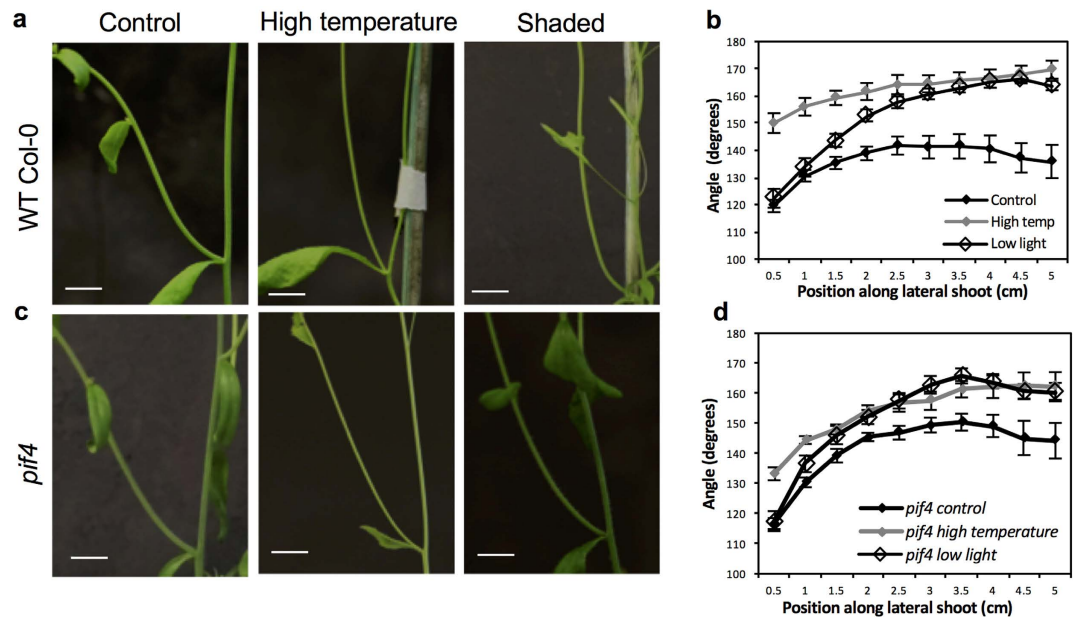 a
Control
High temperature
Shaded
WT Col-0
b
180
170
160
150
140
130
120
110
100
Angle (degrees)
Control
High temp
Low light
0.5 1 1.5 2 2.5 3 3.5 4 4.5 5
Position along lateral shoot (cm)
c
pif4
d
180
170
160
150
140
130
120
110
100
Angle (degrees)
pif4 control
pif4 high temperature
pif4 low light
0.5 1 1.5 2 2.5 3 3.5 4 4.5 5
Position along lateral shoot (cm)